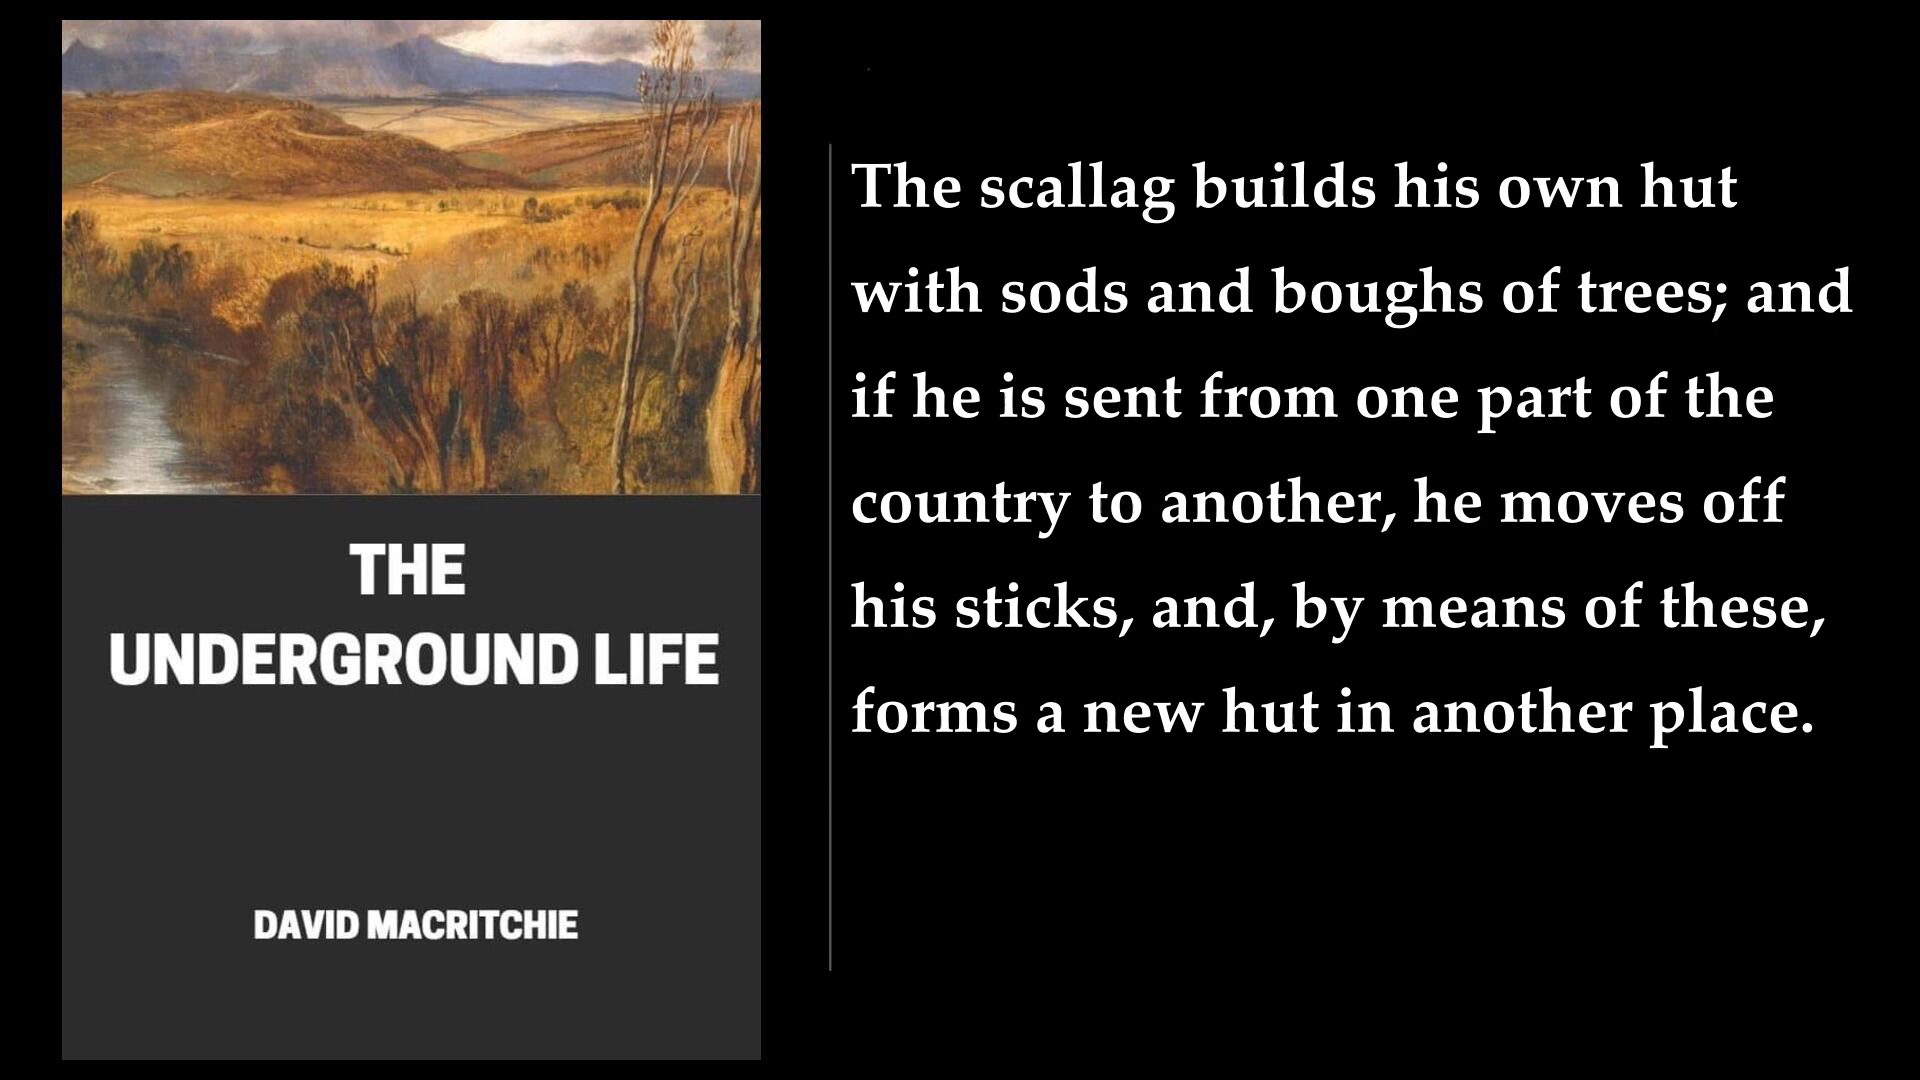 THE
UNDERGROUND LIFE
DAVID MACRITCHIE
The scallag builds his own hut
with sods and boughs of trees; and
if he is sent from one part of the
country to another, he moves off
his sticks, and, by means of these,
forms a new hut in another place.